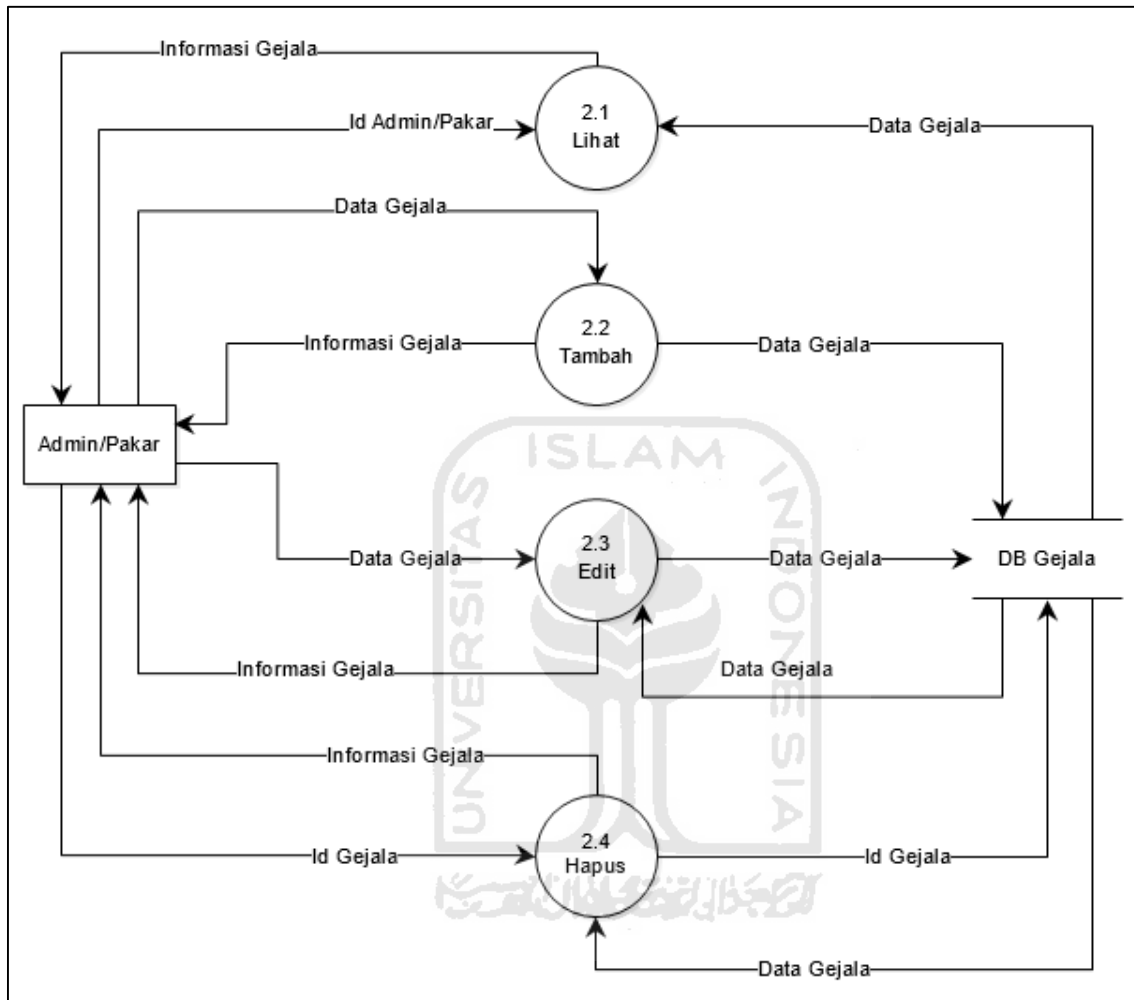 Informasi Gejala
2.1
Lihat
Id Admin/Pakar
Data Gejala
Data Gejala
2.2
Tambah
Informasi Gejala
Data Gejala
Admin/Pakar
ISLAM
UNIVERSITAS
INDONESIA
2.3
Edit
Data Gejala
Data Gejala
DB Gejala
Informasi Gejala
Data Gejala
Informasi Gejala
2.4
Hapus
Id Gejala
Id Gejala
Data Gejala